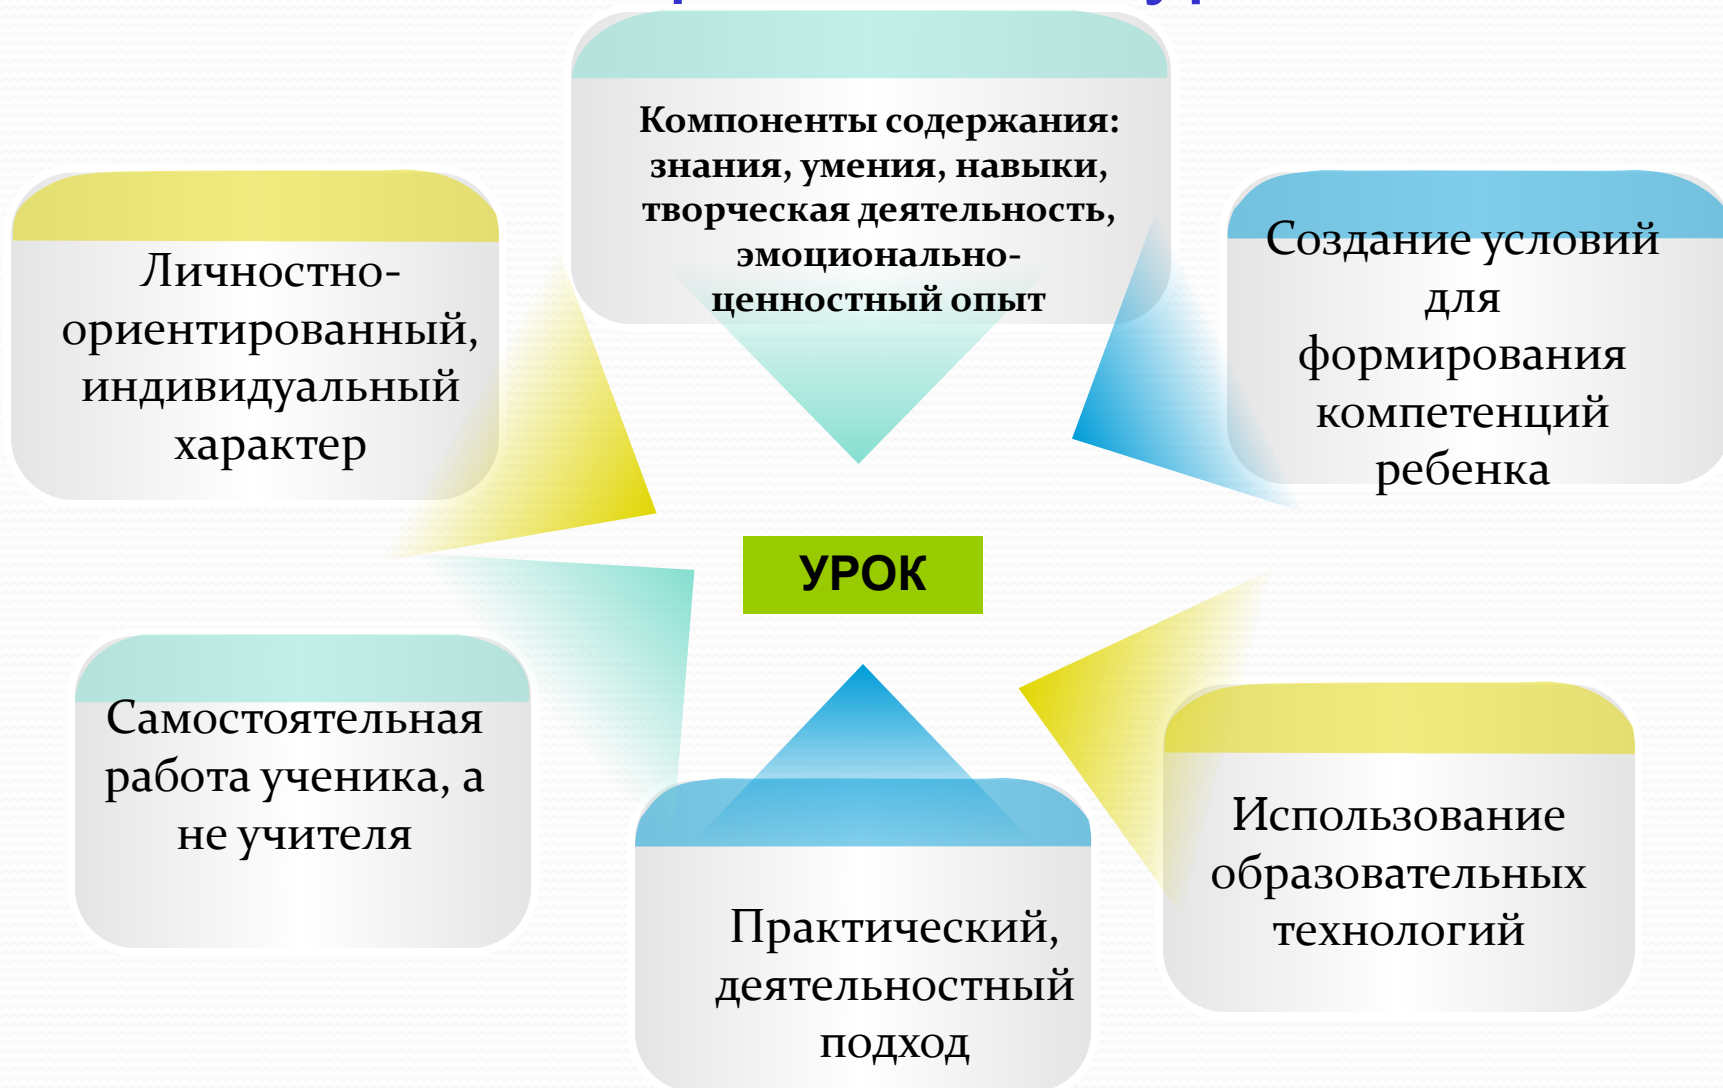 Компоненты содержания:
знания, умения, навыки,
творческая деятельность,
эмоционально-
ценностный опыт
Личностно-
ориентированный,
индивидуальный
характер
Создание условий
для
формирования
компетенций
ребенка
УРОК
Самостоятельная
работа ученика, а
не учителя
Практический,
деятельностный
подход
Использование
образовательных
технологий